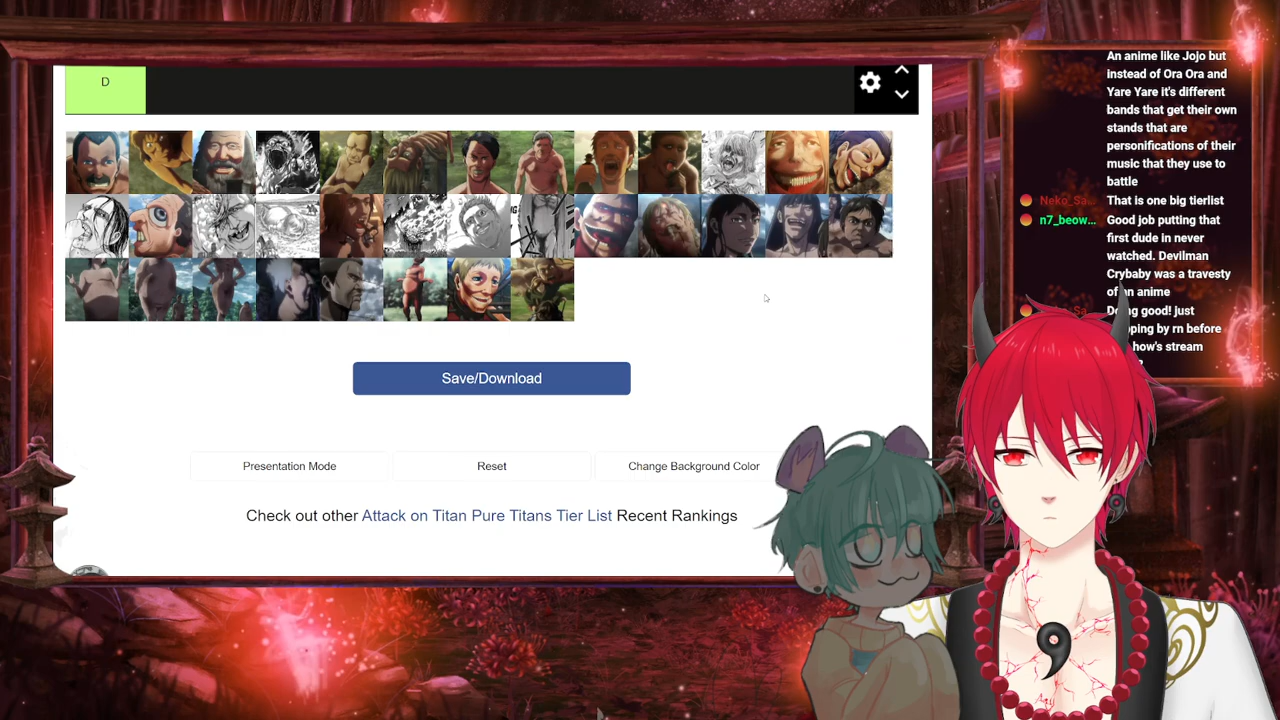 D
Save/Download
Presentation Mode
Reset
Change Background Color
Check out other Attack on Titan Pure Titans Tier List Recent Rankings
An anime like Jojo but
instead of Ora Ora and
Yare Yare it's different
bands that get their own
stands that are
personifications of their
music that they use to
battle
Neko_Sa... That is one big tierlist
n7_beow... Good job putting that
first dude in never
watched. Devilman
Crybaby was a travesty
of an anime
good! just
by rn before
how's stream